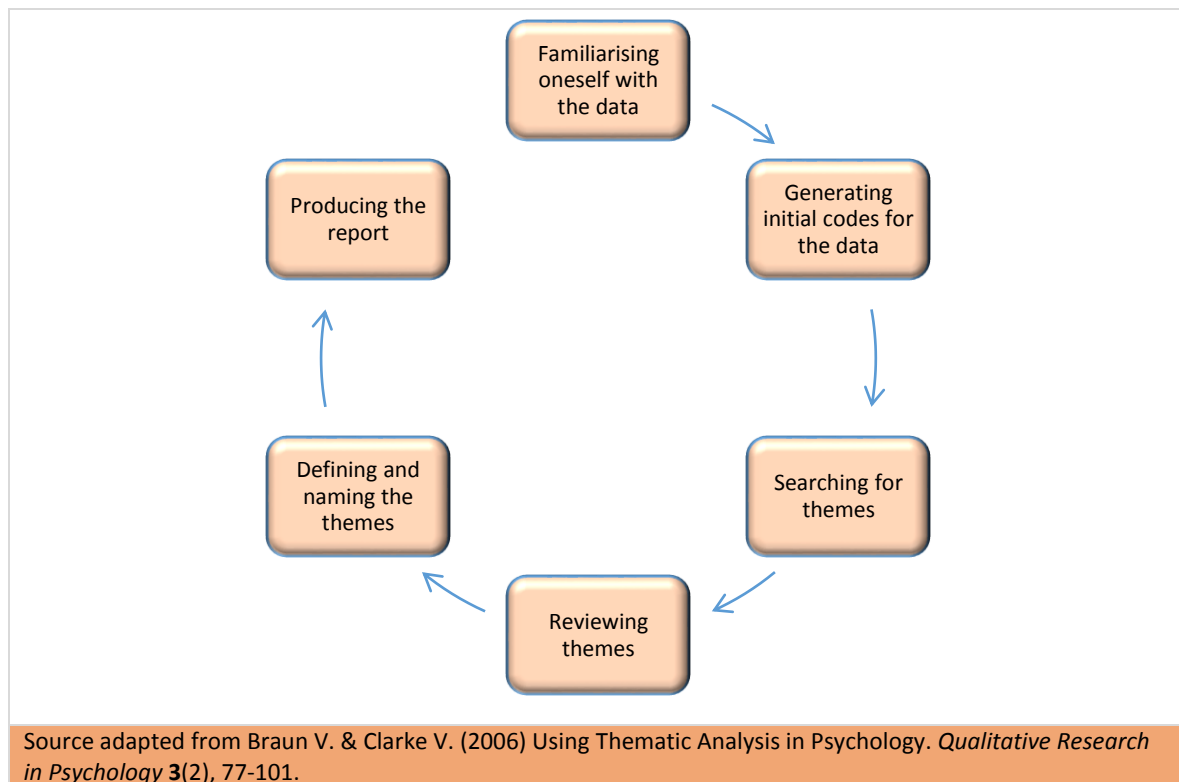 Familiarising
oneself with
the data
Generating
initial codes for
the data
Searching for
themes
Reviewing
themes
Defining and
naming the
themes
Producing the
report
Source adapted from Braun V. & Clarke V. (2006) Using Thematic Analysis in Psychology. Qualitative Research
in Psychology 3(2), 77-101.